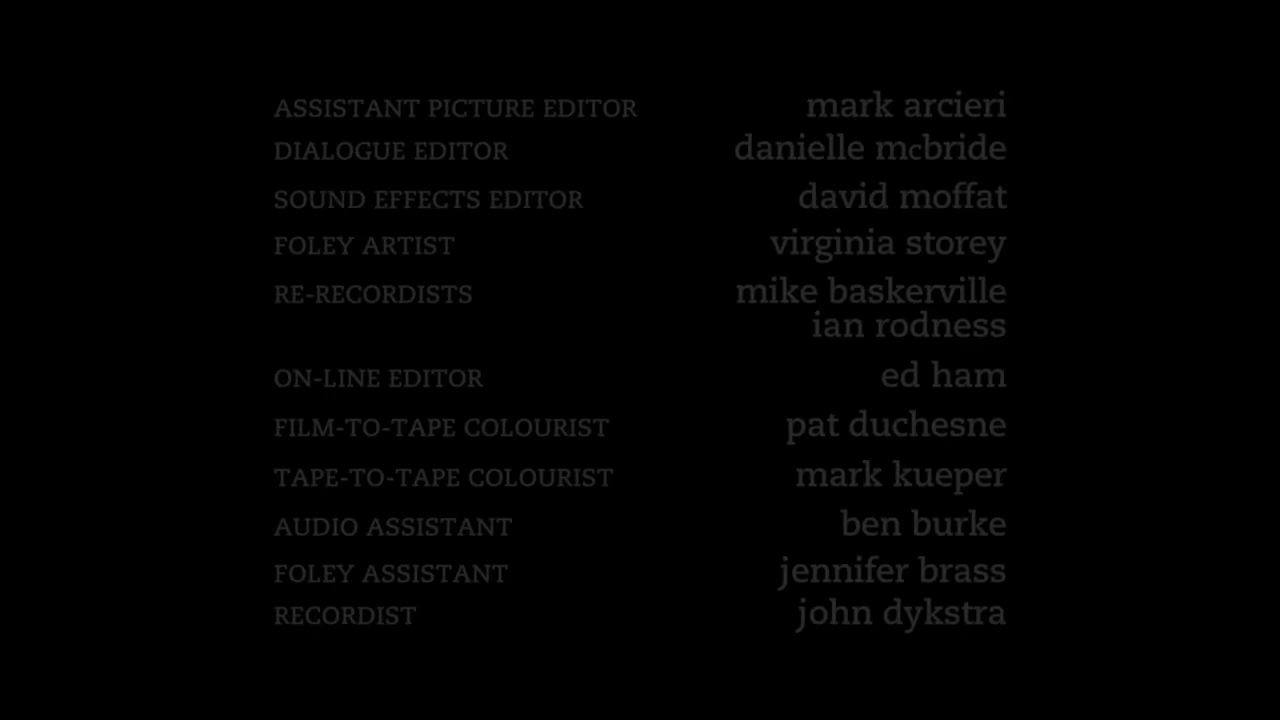 ASSISTANT PICTURE EDITOR mark arcieri
DIALOGUE EDITOR danielle mcbride
SOUND EFFECTS EDITOR david moffat
FOLEY ARTIST virginia storey
RE-RECORDISTS mike baskerville
ian rodness
ON-LINE EDITOR ed ham
FILM-TO-TAPE COLOURIST pat duchesne
TAPE-TO-TAPE COLOURIST mark kueper
AUDIO ASSISTANT ben burke
FOLEY ASSISTANT jennifer brass
RECORDIST john dykstra